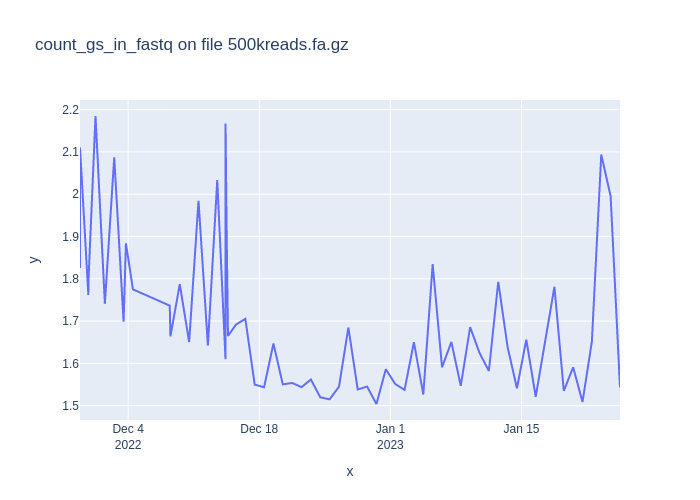 count_gs_in_fastq on file 500kreads.fa.gz
2.2
2.1
2
1.9
1.8
1.7
1.6
1.5
y
Dec 4
2022
Dec 18
Jan 1
2023
Jan 15
x